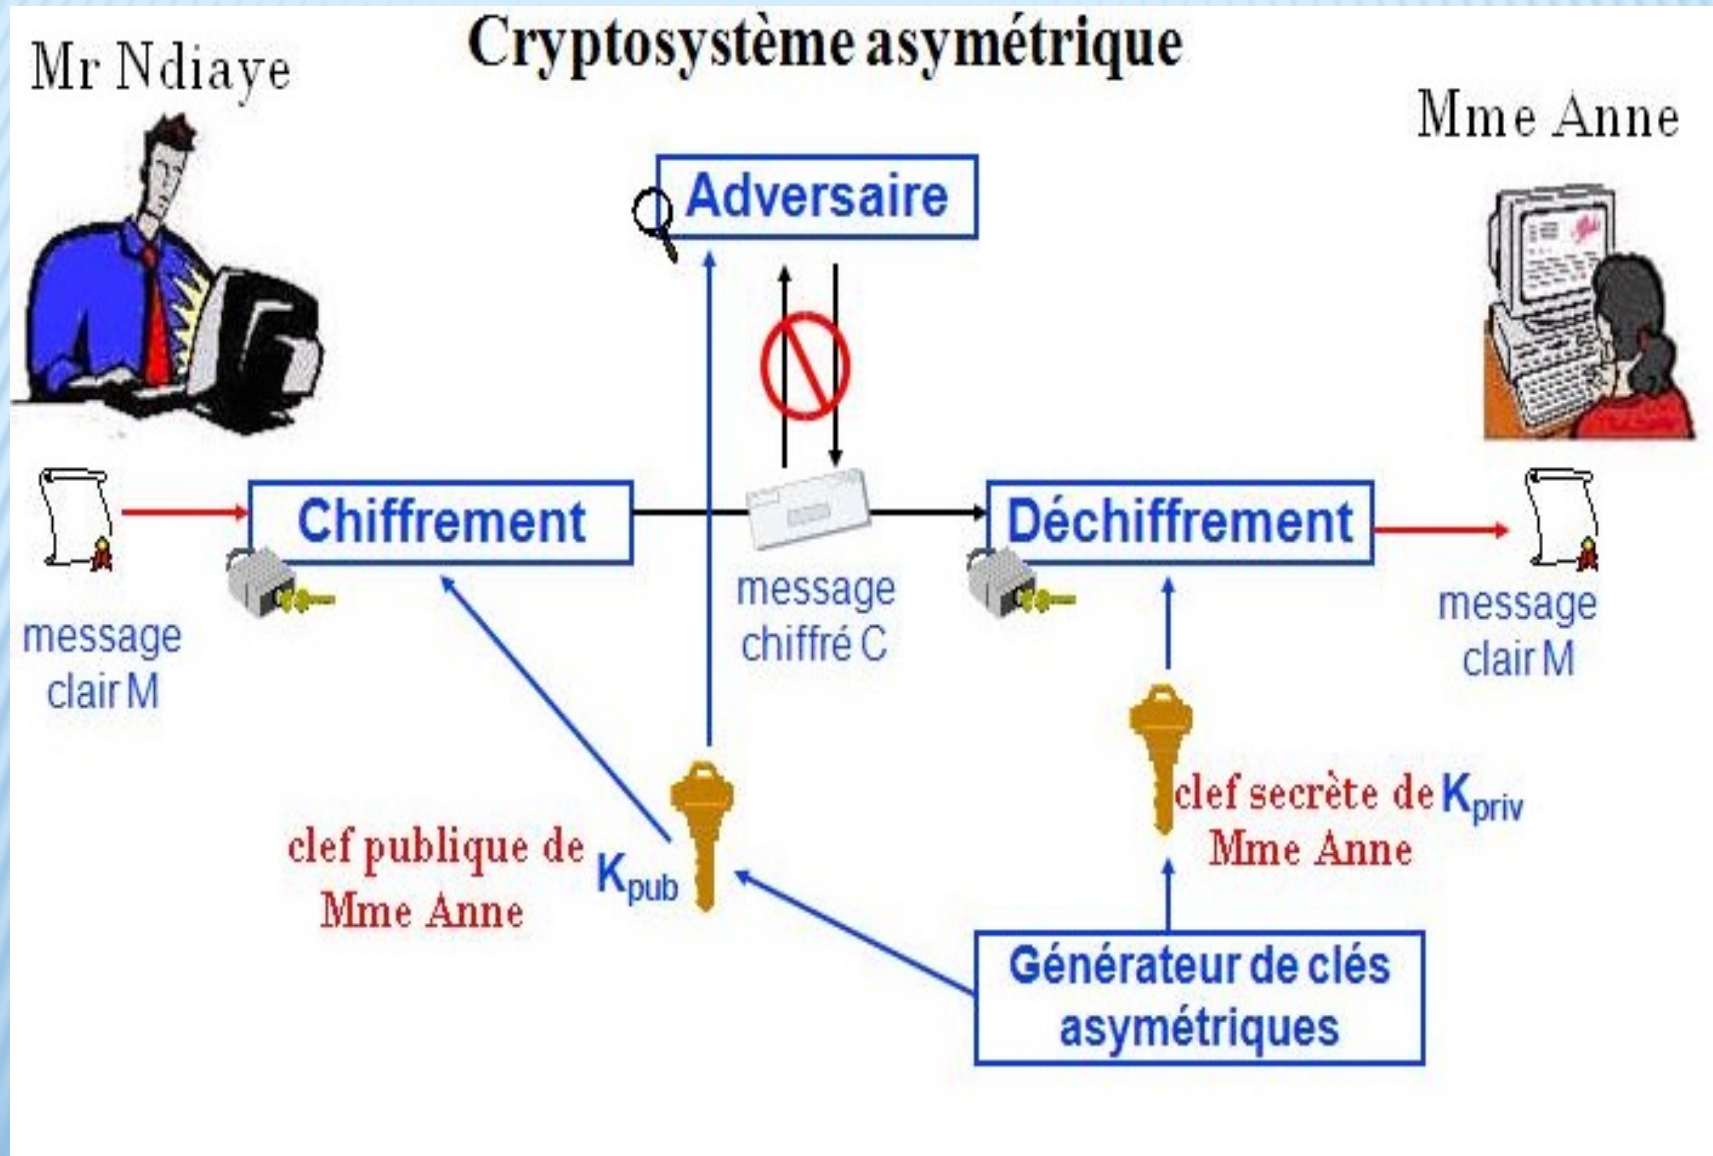 Cryptosystème asymétrique
Mr Ndiaye
Mme Anne
Adversaire
Chiffrement
Déchiffrement
message
clair M
message
chiffré C
message
clair M
clef publique de
Mme Anne
Kpub
clef secrète de Kpriv
Mme Anne
Générateur de clés
asymétriques